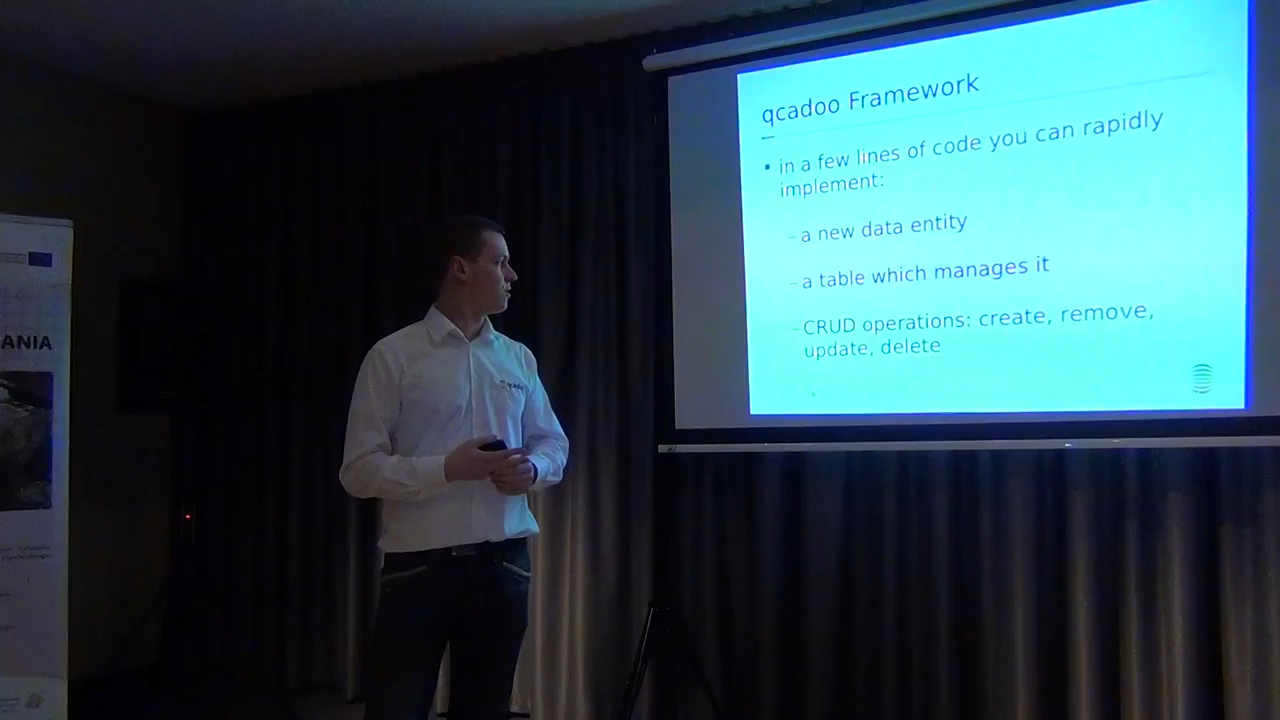 qcadoo Framework
• in a few lines of code you can rapidly
implement:
– a new data entity
– a table which manages it
– CRUD operations: create, remove,
update, delete
qcadoo
ANIA